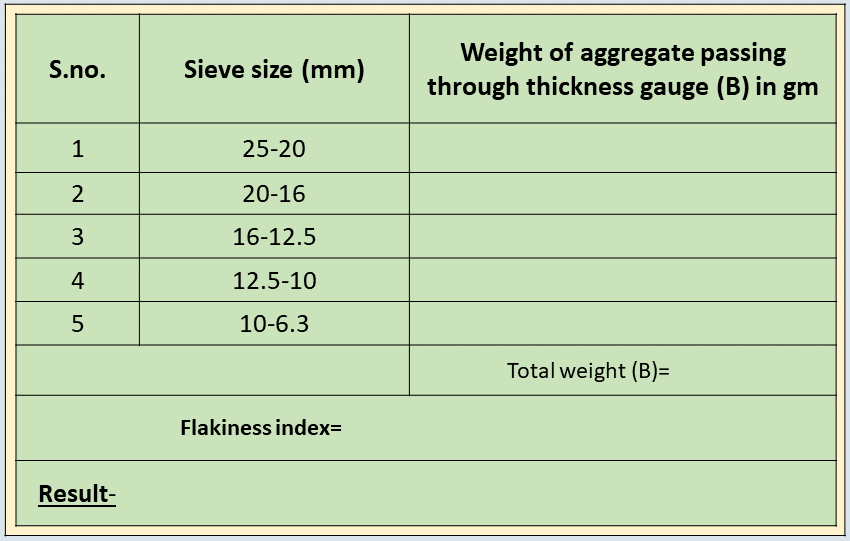 S.no.
Sieve size (mm)
Weight of aggregate passing
through thickness gauge (B) in gm
1
25-20
2
20-16
3
16-12.5
4
12.5-10
5
10-6.3
Total weight (B)=
Flakiness index=
Result-